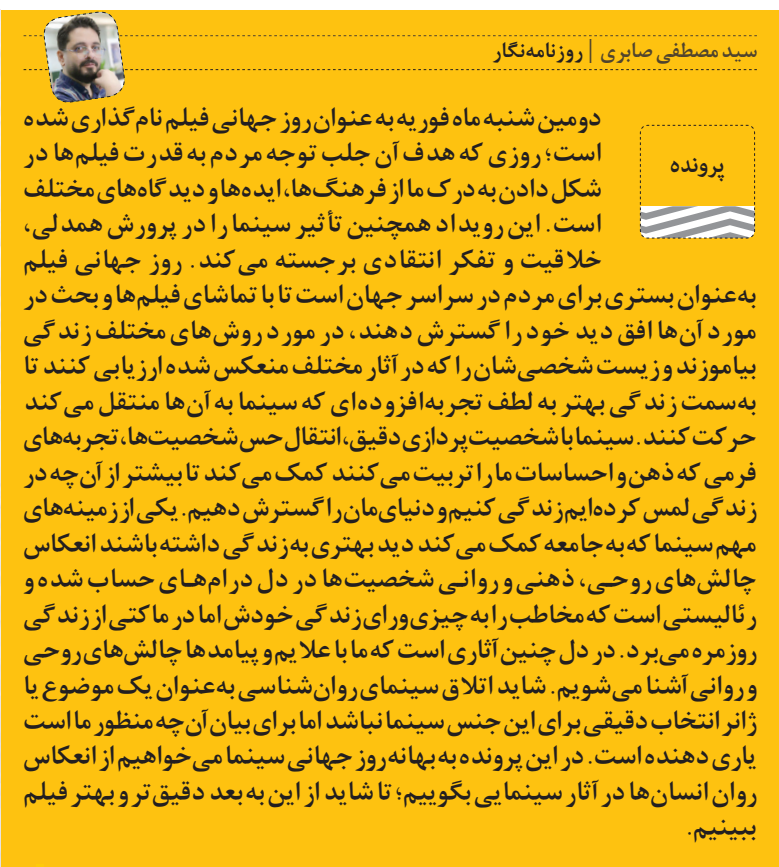 سید مصطفی صابری | روزنامه‌نگار
پرونده
دومین شنبه ماه فوریه به عنوان روز جهانی فیلم نام گذاری شده
است؛ روزی که هدف آن جلب توجه مردم به قدرت فیلم‌ها در
شکل دادن به درک ما از فرهنگ‌ها، ایده‌ها و دیدگاه‌های مختلف
است. این رویداد همچنین تأثیر سینما را در پرورش همدلی،
خلاقیت و تفکر انتقادی برجسته می‌کند. روز جهانی فیلم
به‌عنوان بستری برای مردم در سراسر جهان است تا با تماشای فیلم‌ها و بحث در
مورد آن‌ها افق دید خود را گسترش دهند، در مورد روش‌های مختلف زندگی
بیاموزند و زیست شخصی‌شان را که در آثار مختلف منعکس شده ارزیابی کنند تا
به‌سمت زندگی بهتر به لطف تجربه‌افزوده‌ای که سینما به آن‌ها منتقل می‌کند
حرکت کنند. سینما با شخصیت‌پردازی دقیق، انتقال حس شخصیت‌ها، تجربه‌های
فرمی که ذهن و احساسات ما را تربیت می‌کنند کمک می‌کند تا بیشتر از آن‌چه در
زندگی لمس کرده‌ایم زندگی کنیم و دنیای‌مان را گسترش دهیم. یکی از زمینه‌های
مهم سینما که به جامعه کمک می‌کند دید بهتری به زندگی داشته باشند انعکاس
چالش‌های روحی، ذهنی و روانی شخصیت‌ها در دل درام‌های حساب شده و
رئالیستی است که مخاطب را به چیزی ورای زندگی خودش اما در ماکتی از زندگی
روزمره می‌برد. در دل چنین آثاری است که ما با علایم و پیامدها چالش‌های روحی
و روانی آشنا می‌شویم. شاید اتلاق سینمای روان‌شناسی به‌عنوان یک موضوع یا
ژانر انتخاب دقیقی برای این جنس سینما نباشد اما برای بیان آن‌چه منظور ما است
یاری دهنده است. در این پرونده به بهانه روز جهانی سینما می‌خواهیم از انعکاس
روان انسان‌ها در آثار سینمایی بگوییم؛ تا شاید از این به بعد دقیق‌تر و بهتر فیلم
ببینیم.